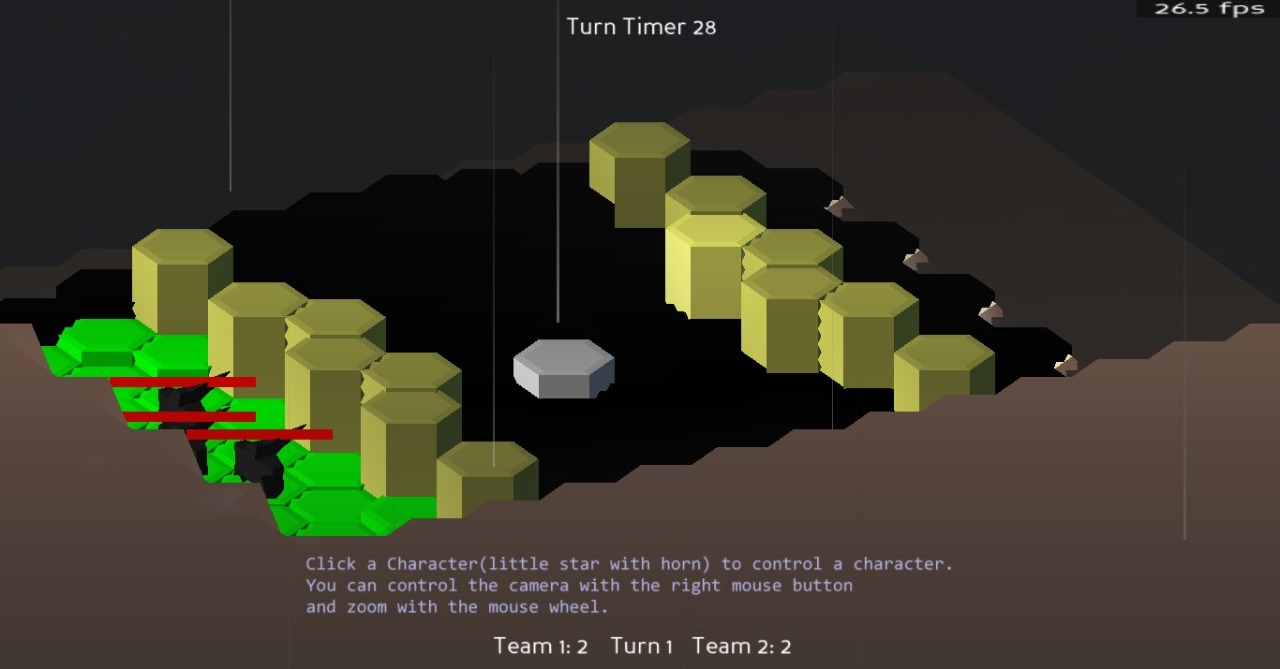 26.5 fps
Turn Timer 28
Click a Character(little star with horn) to control a character.
You can control the camera with the right mouse button
and zoom with the mouse wheel.
Team 1: 2 Turn 1 Team 2: 2